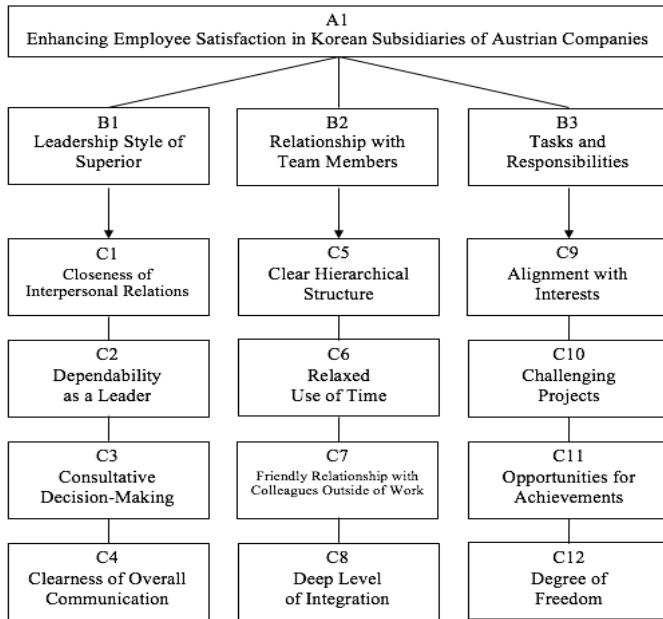 A1
Enhancing Employee Satisfaction in Korean Subsidiaries of Austrian Companies
B1
Leadership Style of
Superior
B2
Relationship with
Team Members
B3
Tasks and
Responsibilities
C1
Closeness of
Interpersonal Relations
C5
Clear Hierarchical
Structure
C9
Alignment with
Interests
C2
Dependability
as a Leader
C6
Relaxed
Use of Time
C10
Challenging
Projects
C3
Consultative
Decision-Making
C7
Friendly Relationship with
Colleagues Outside of Work
C11
Opportunities for
Achievements
C4
Clearness of Overall
Communication
C8
Deep Level
of Integration
C12
Degree of
Freedom